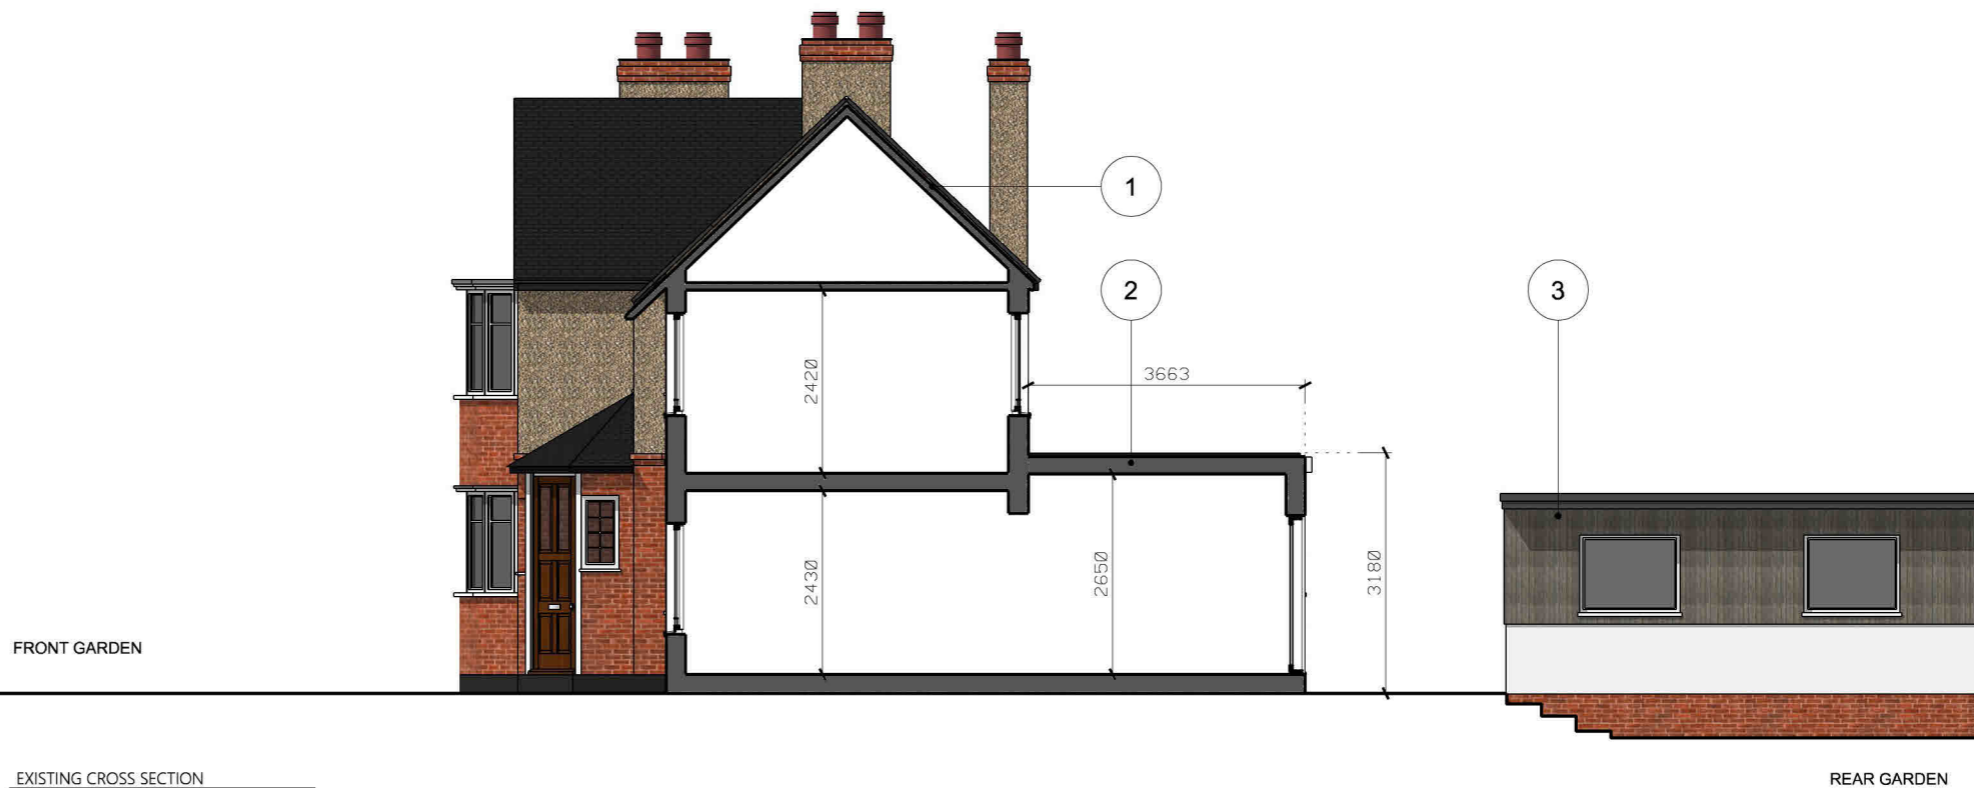 1
2
3
2420
3663
2430
2650
3180
FRONT GARDEN
EXISTING CROSS SECTION
REAR GARDEN